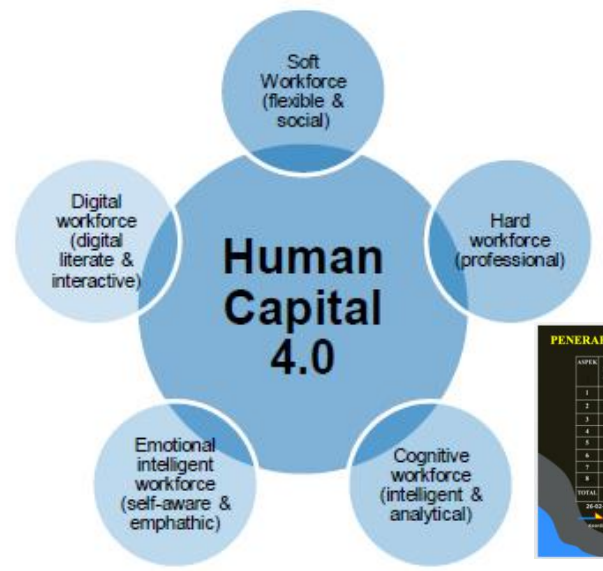 Soft
Workforce
(flexible &
social)
Digital
workforce
(digital
literate &
interactive)
Hard
workforce
(professional)
Human
Capital
4.0
Emotional
intelligent
workforce
(self-aware &
emphathic)
Cognitive
workforce
(intelligent &
analytical)
ASPEK
1
2
3
4
5
6
7
8
TOTAL